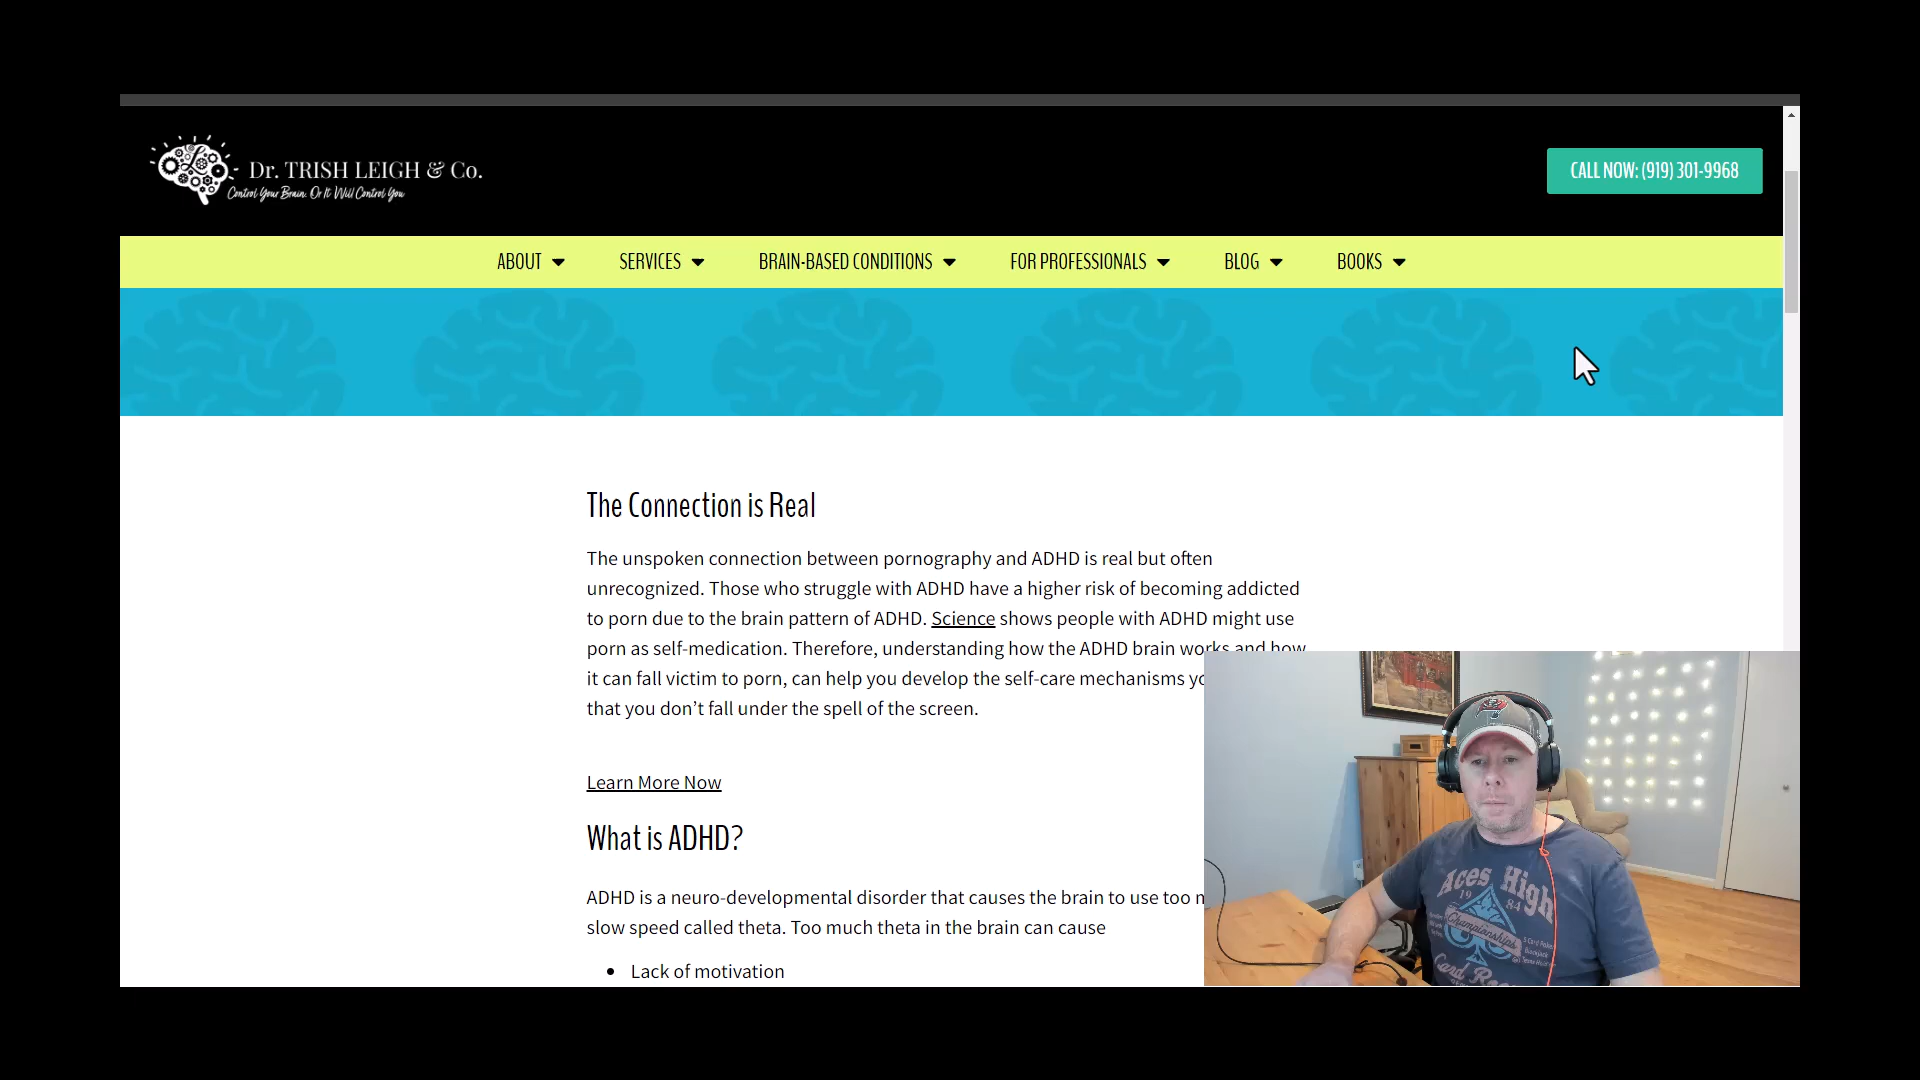 Dr. TRISH LEIGH & Co.
Control Your Brain. Or It Will Control You
CALL NOW: (919) 301-9968
ABOUT
SERVICES
BRAIN-BASED CONDITIONS
FOR PROFESSIONALS
BLOG
BOOKS
The Connection is Real
The unspoken connection between pornography and ADHD is real but often
unrecognized. Those who struggle with ADHD have a higher risk of becoming addicted
to porn due to the brain pattern of ADHD. Science shows people with ADHD might use
porn as self-medication. Therefore, understanding how the ADHD brain works and how
it can fall victim to porn, can help you develop the self-care mechanisms
that you don’t fall under the spell of the screen.
Learn More Now
What is ADHD?
ADHD is a neuro-developmental disorder that causes the brain to use too
slow speed called theta. Too much theta in the brain can cause
• Lack of motivation
Aces High
19 84
Championships
Card